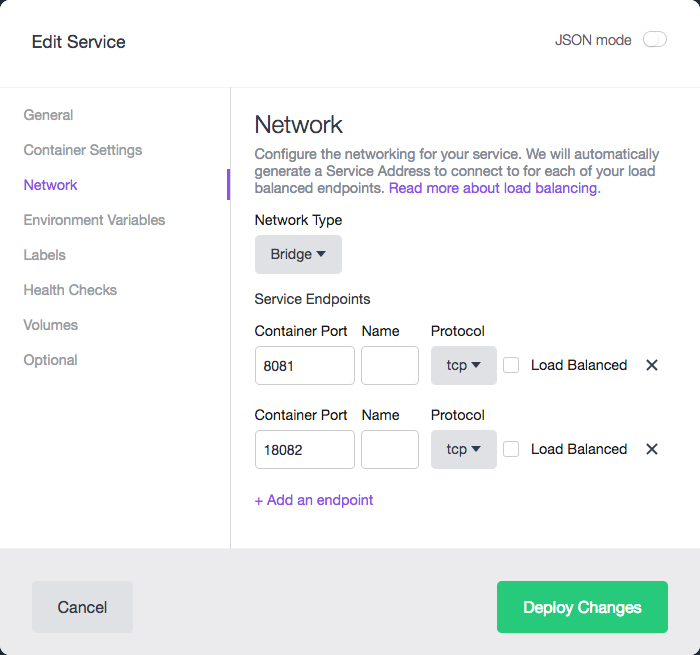 Edit Service
JSON mode
General
Container Settings
Network
Environment Variables
Labels
Health Checks
Volumes
Optional
Network
Configure the networking for your service. We will automatically
generate a Service Address to connect to for each of your load
balanced endpoints. Read more about load balancing.
Network Type
Bridge
Service Endpoints
Container Port Name Protocol
8081 tcp Load Balanced
Container Port Name Protocol
18082 tcp Load Balanced
+ Add an endpoint
Cancel
Deploy Changes